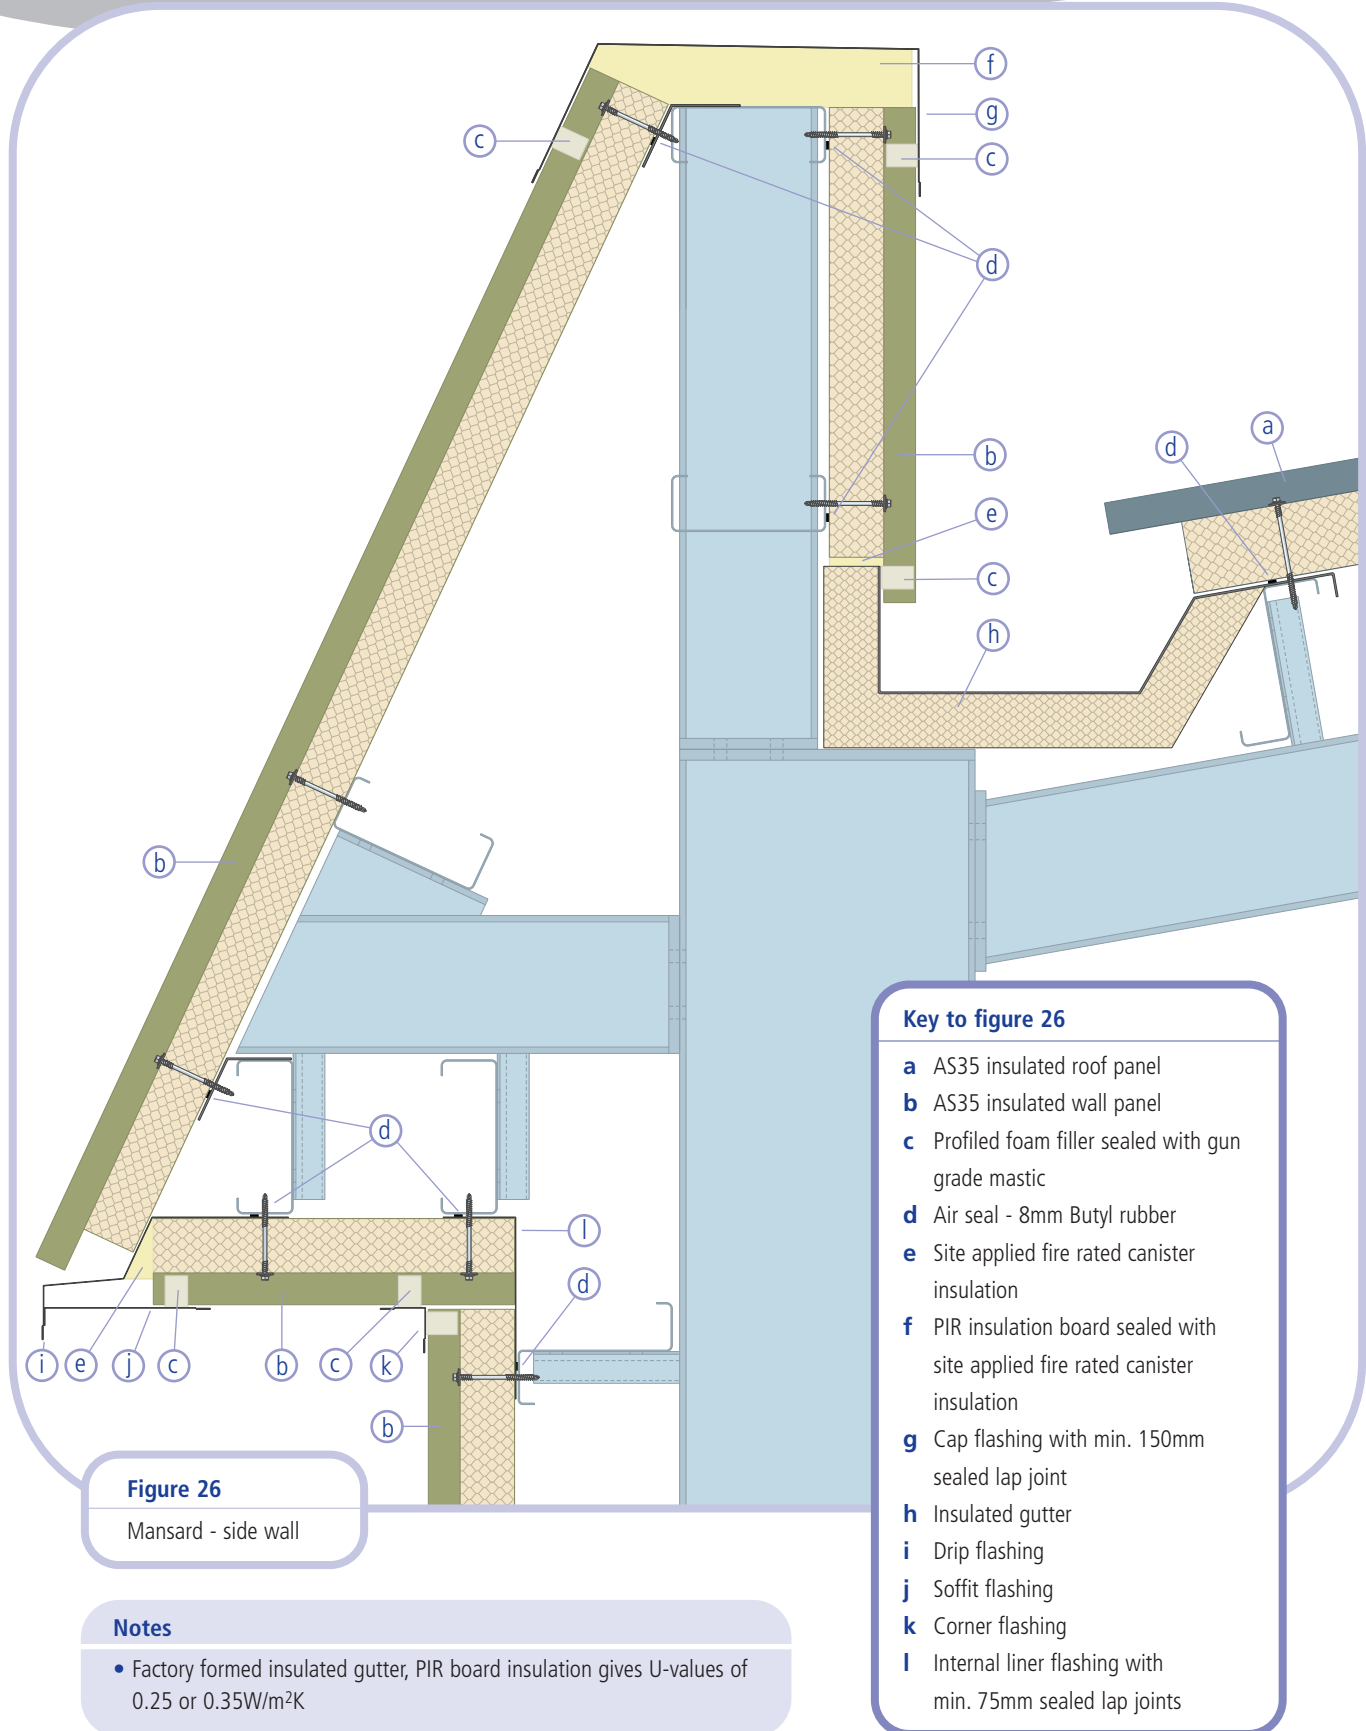 f
g
c
c
d
a
d
b
e
c
h
b
d
l
d
i
e
j
c
b
c
k
b
Key to figure 26
a AS35 insulated roof panel
b AS35 insulated wall panel
c Profiled foam filler sealed with gun
grade mastic
d Air seal - 8mm Butyl rubber
e Site applied fire rated canister
insulation
f PIR insulation board sealed with
site applied fire rated canister
insulation
g Cap flashing with min. 150mm
sealed lap joint
h Insulated gutter
i Drip flashing
j Soffit flashing
k Corner flashing
l Internal liner flashing with
min. 75mm sealed lap joints
Figure 26
Mansard - side wall
Notes
• Factory formed insulated gutter, PIR board insulation gives U-values of
0.25 or 0.35W/m²K